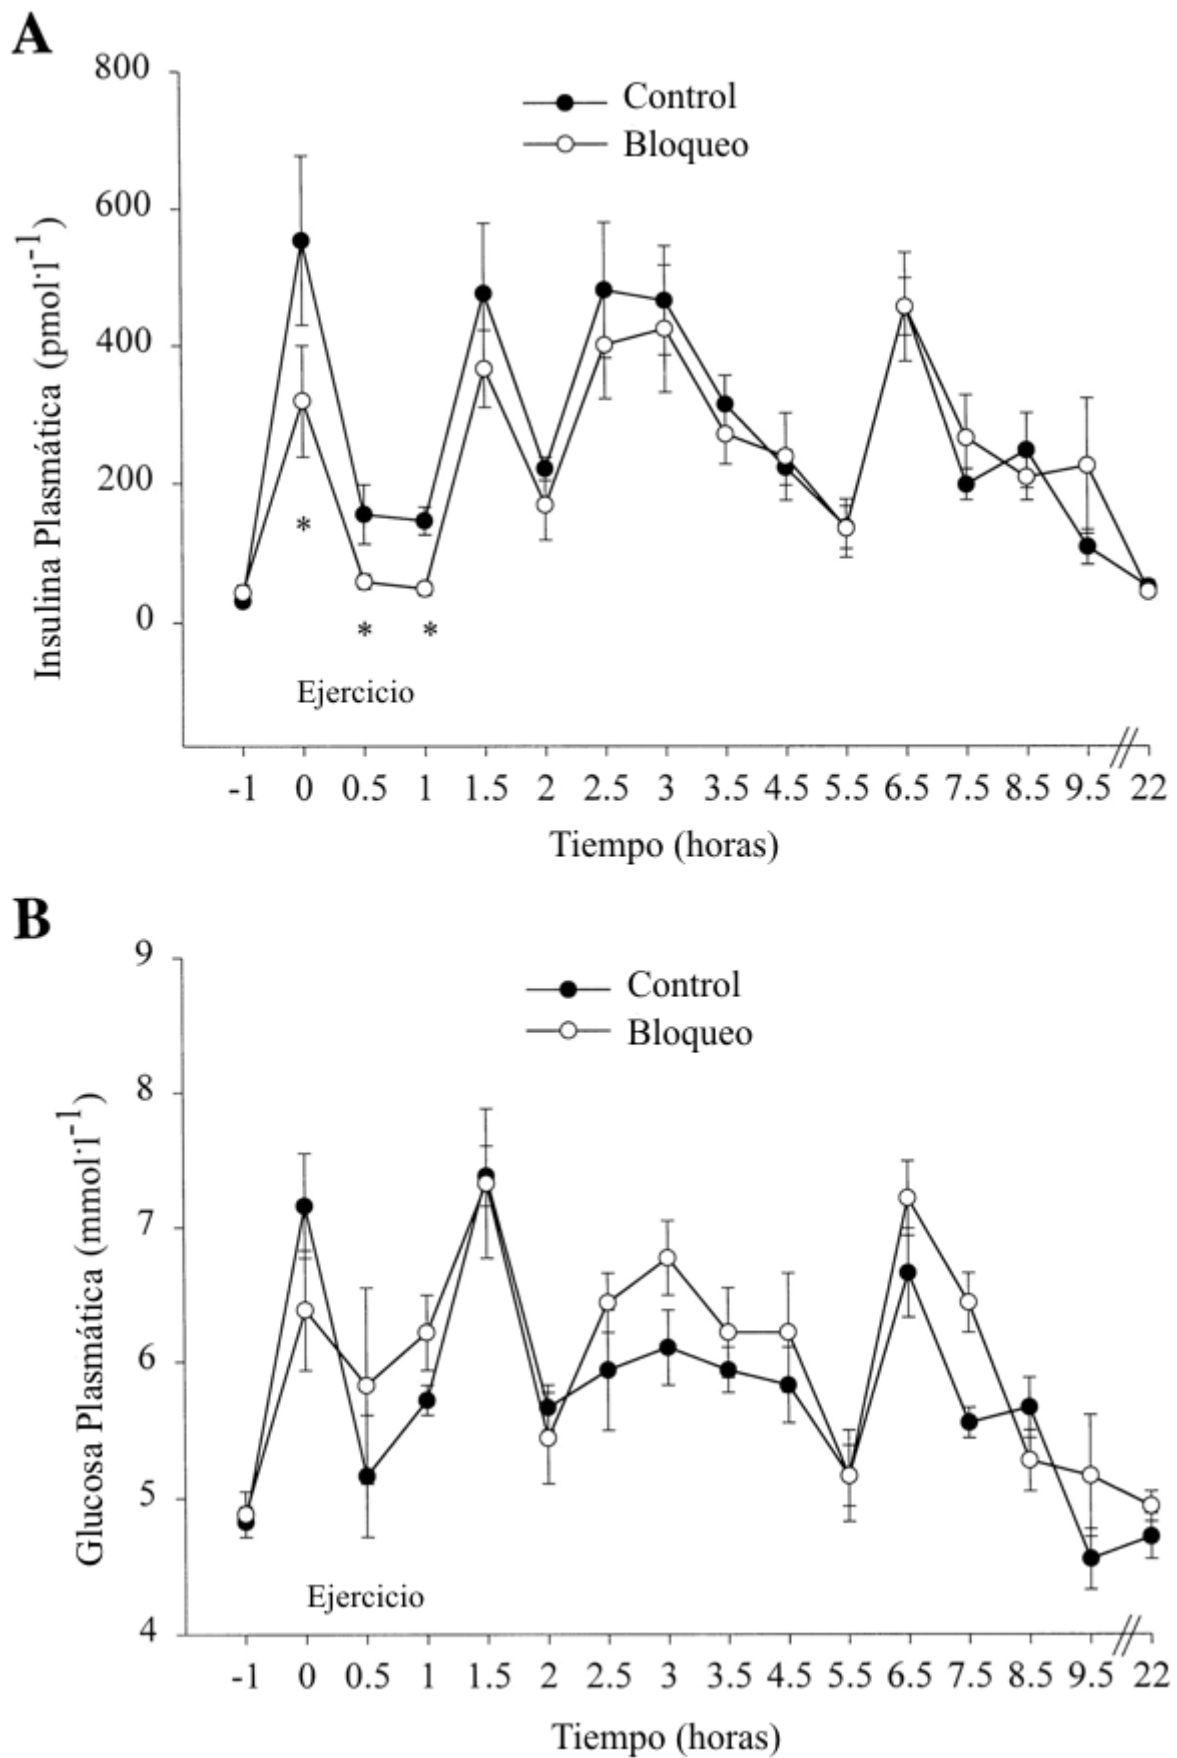 A
800
600
400
200
0
Insulina Plasmática (pmol·l⁻¹)
Control
Bloqueo
*
* *
Ejercicio
-1 0 0.5 1 1.5 2 2.5 3 3.5 4.5 5.5 6.5 7.5 8.5 9.5 22
Tiempo (horas)
B
9
8
7
6
5
4
Glucosa Plasmática (mmol·l⁻¹)
Control
Bloqueo
Ejercicio
-1 0 0.5 1 1.5 2 2.5 3 3.5 4.5 5.5 6.5 7.5 8.5 9.5 22
Tiempo (horas)